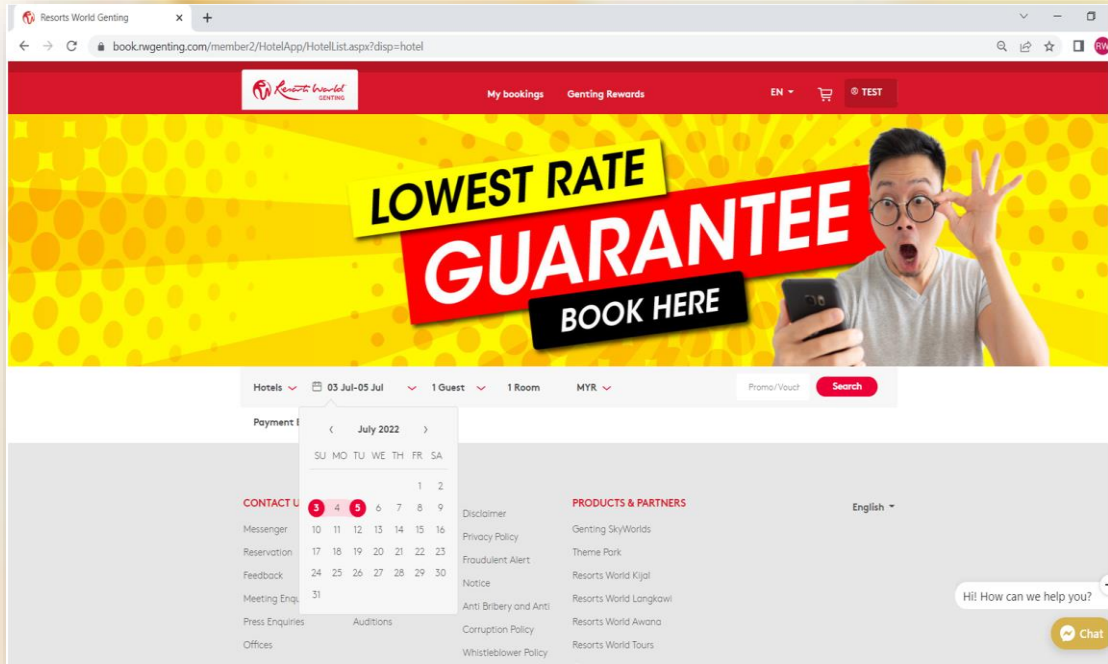 Resorts World Genting
book.rwgenting.com/member2/HotelApp/HotelList.aspx?disp=hotel
RW
Resorts World
GENTING
My bookings Genting Rewards EN TEST
LOWEST RATE
GUARANTEE
BOOK HERE
Hotels 03 Jul-05 Jul 1 Guest 1 Room MYR Promo/Vouch Search
Payment
July 2022
SU MO TU WE TH FR SA
1 2
3 4 5 6 7 8 9
10 11 12 13 14 15 16
17 18 19 20 21 22 23
24 25 26 27 28 29 30
31
CONTACT U
Messenger
Reservation
Feedback
Meeting Enqu
Press Enquiries
Offices
Auditions
Disclaimer
Privacy Policy
Fraudulent Alert
Notice
Anti Bribery and Anti
Corruption Policy
Whistleblower Policy
PRODUCTS & PARTNERS
Genting SkyWorlds
Theme Park
Resorts World Kijal
Resorts World Langkawi
Resorts World Awana
Resorts World Tours
English
Hi! How can we help you?
Chat